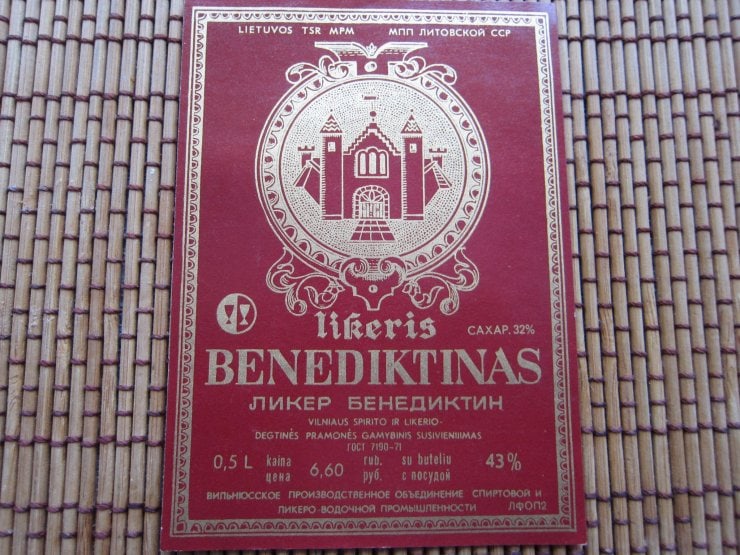 LIETUVOS TSR MPM МПП ЛИТОВСКОЙ ССР
likeris САХАР. 32%
BENEDIKTINAS
ЛИКЕР БЕНЕДИКТИН
VILNIAUS SPIRITO IR LIKERIO-
DEGTINĖS PRAMONĖS GAMYBINIS SUSIVIENIJIMAS
ГОСТ 7190-71
0,5 L kaina 6,60 rub. su buteliu 43%
цена руб. с посудой
ВИЛЬНЮССКОЕ ПРОИЗВОДСТВЕННОЕ ОБЪЕДИНЕНИЕ СПИРТОВОЙ И
ЛИКЕРО-ВОДОЧНОЙ ПРОМЫШЛЕННОСТИ ЛФОП2